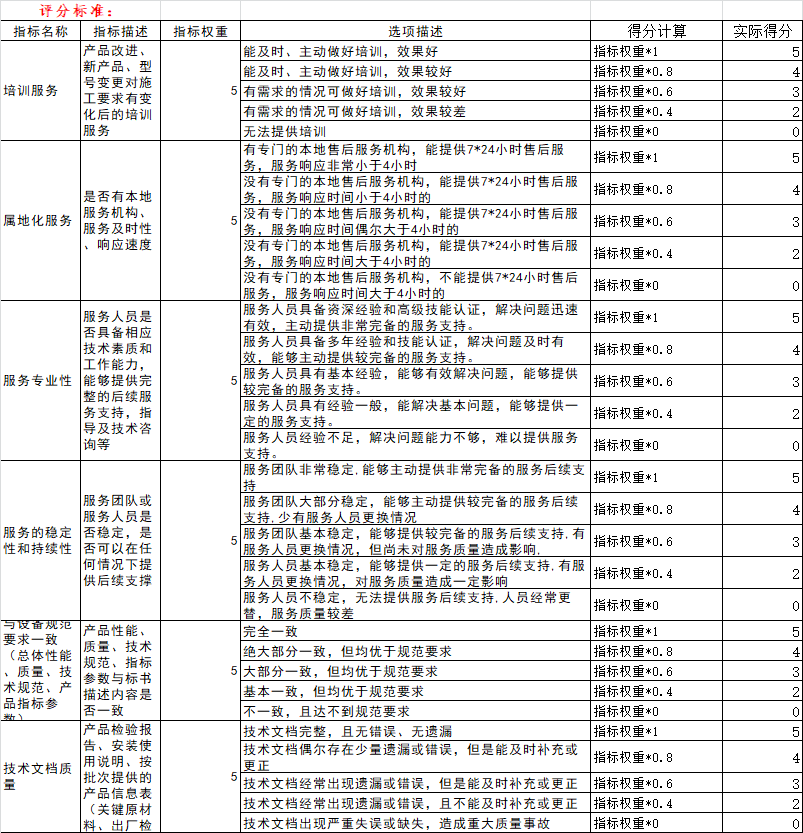 评分标准：
指标名称 指标描述 指标权重 选项描述 得分计算 实际得分
培训服务
产品改进、
新产品、型
号变更对施
工要求有变
化后的培训
服务
5
能及时、主动做好培训，效果好 指标权重*1 5
能及时、主动做好培训，效果较好 指标权重*0.8 4
有需求的情况可做好培训，效果较好 指标权重*0.6 3
有需求的情况可做好培训，效果较差 指标权重*0.4 2
无法提供培训 指标权重*0 0
属地化服务
是否有本地
服务机构、
服务及时性
、响应速度
5
有专门的本地售后服务机构，能提供7*24小时售后服
务，服务响应非常小于4小时 指标权重*1 5
没有专门的本地售后服务机构，能提供7*24小时售后服
务，服务响应时间小于4小时的 指标权重*0.8 4
没有专门的本地售后服务机构，能提供7*24小时售后服
务，服务响应时间偶尔大于4小时的 指标权重*0.6 3
没有专门的本地售后服务机构，能提供7*24小时售后服
务，服务响应时间大于4小时的 指标权重*0.4 2
没有专门的本地售后服务机构，不能提供7*24小时售后
服务，服务响应时间大于4小时的 指标权重*0 0
服务专业性
服务人员是
否具备相应
技术素质和
工作能力，
能够提供完
整的后续服
务支持，指
导及技术咨
询等
5
服务人员具备资深经验和高级技能认证，解决问题迅速
有效，主动提供非常完备的服务支持。 指标权重*1 5
服务人员具备多年经验和技能认证，解决问题及时有
效，能够主动提供较完备的服务支持。 指标权重*0.8 4
服务人员具有基本经验，能够有效解决问题，能够提供
较完备的服务支持。 指标权重*0.6 3
服务人员具有经验一般，能解决基本问题，能够提供一
定的服务支持。 指标权重*0.4 2
服务人员经验不足，解决问题能力不够，难以提供服务
支持。 指标权重*0 0
服务的稳定
性和持续性
服务团队或
服务人员是
否稳定，是
否可以在任
何情况下提
供后续支撑
5
服务团队非常稳定,能够主动提供非常完备的服务后续支
持 指标权重*1 5
服务团队大部分稳定，能够主动提供较完备的服务后续
支持,少有服务人员更换情况 指标权重*0.8 4
服务团队基本稳定，能够提供较完备的服务后续支持,有
服务人员更换情况，但尚未对服务质量造成影响, 指标权重*0.6 3
服务人员基本稳定，能够提供一定的服务后续支持,有服
务人员更换情况，对服务质量造成一定影响 指标权重*0.4 2
服务人员不稳定，无法提供服务后续支持,人员经常更
替，服务质量较差 指标权重*0 0
与设备规范
要求一致
（总体性能
、质量、技
术规范、产
品指标参
数）
产品性能、
质量、技术
规范、指标
参数与标书
描述内容是
否一致
5
完全一致 指标权重*1 5
绝大部分一致，但均优于规范要求 指标权重*0.8 4
大部分一致，但均优于规范要求 指标权重*0.6 3
基本一致，但均优于规范要求 指标权重*0.4 2
不一致，且达不到规范要求 指标权重*0 0
技术文档质
量
产品检验报
告、安装使
用说明、按
批次提供的
产品信息表
（关键原材
料、出厂检
5
技术文档完整，且无错误、无遗漏 指标权重*1 5
技术文档偶尔存在少量遗漏或错误，但是能及时补充或
更正 指标权重*0.8 4
技术文档经常出现遗漏或错误，但是能及时补充或更正 指标权重*0.6 3
技术文档经常出现遗漏或错误，且不能及时补充或更正 指标权重*0.4 2
技术文档出现严重失误或缺失，造成重大质量事故 指标权重*0 0